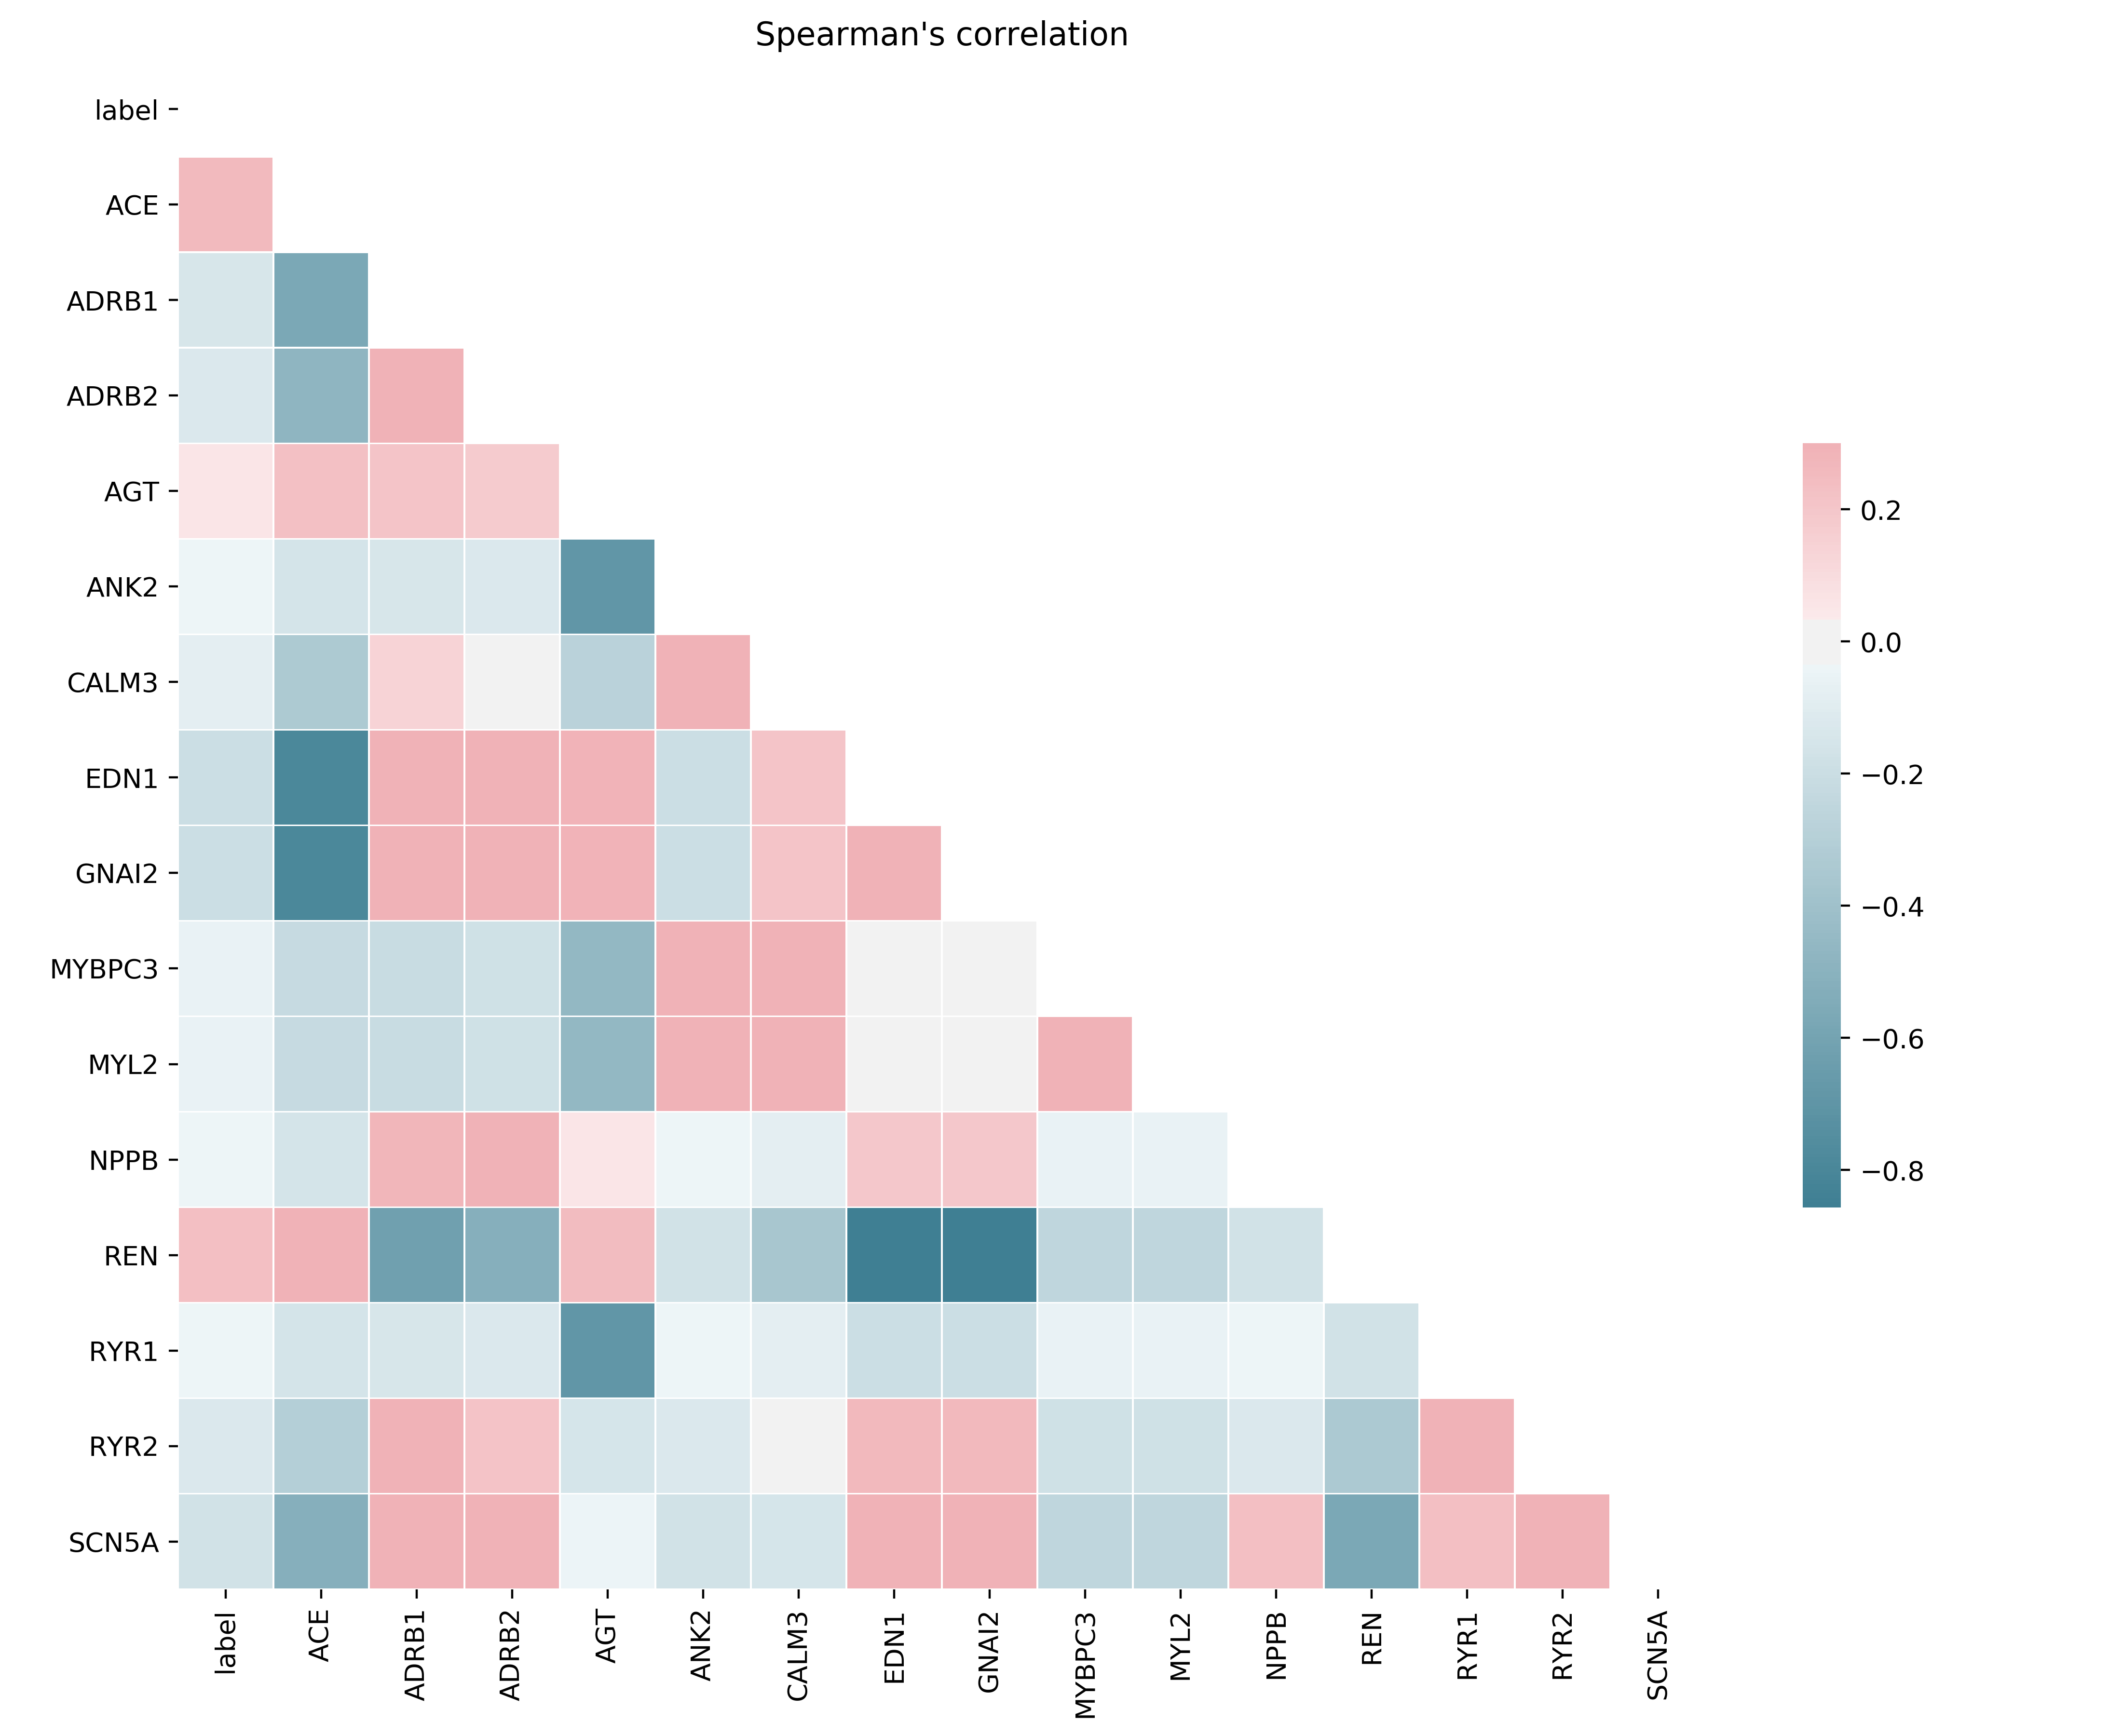 Spearman's correlation
label
ACE
ADRB1
ADRB2
AGT
ANK2
CALM3
EDN1
GNAI2
MYBPC3
MYL2
NPPB
REN
RYR1
RYR2
SCN5A
label
ACE
ADRB1
ADRB2
AGT
ANK2
CALM3
EDN1
GNAI2
MYBPC3
MYL2
NPPB
REN
RYR1
RYR2
SCN5A
0.2
0.0
−0.2
−0.4
−0.6
−0.8